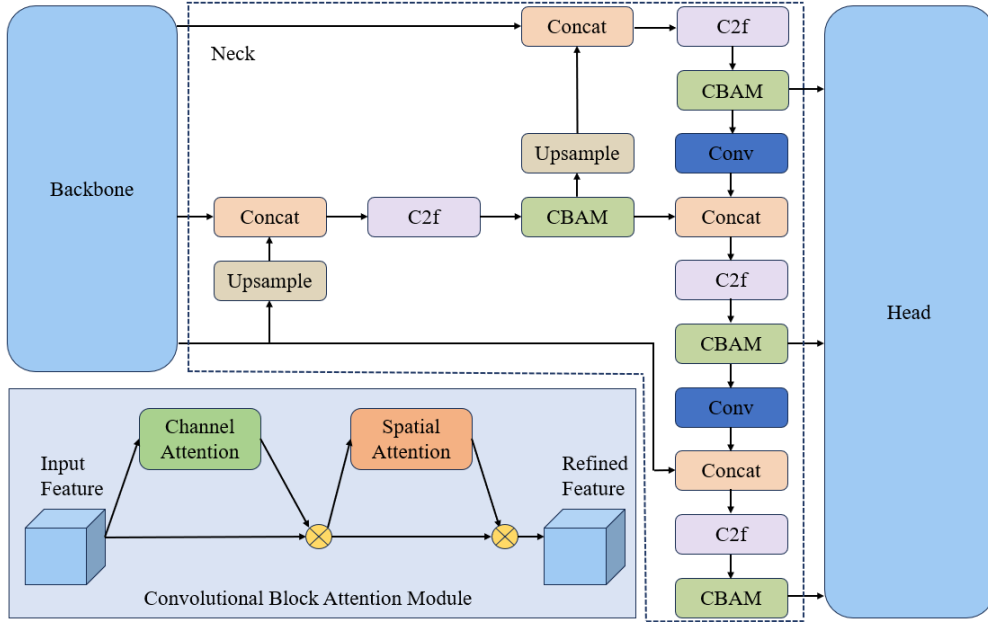 Backbone
Neck
Concat
C2f
CBAM
Conv
Upsample
Concat
C2f
CBAM
Concat
Upsample
C2f
CBAM
Conv
Concat
C2f
CBAM
Head
Input
Feature
Channel
Attention
Spatial
Attention
Refined
Feature
Convolutional Block Attention Module